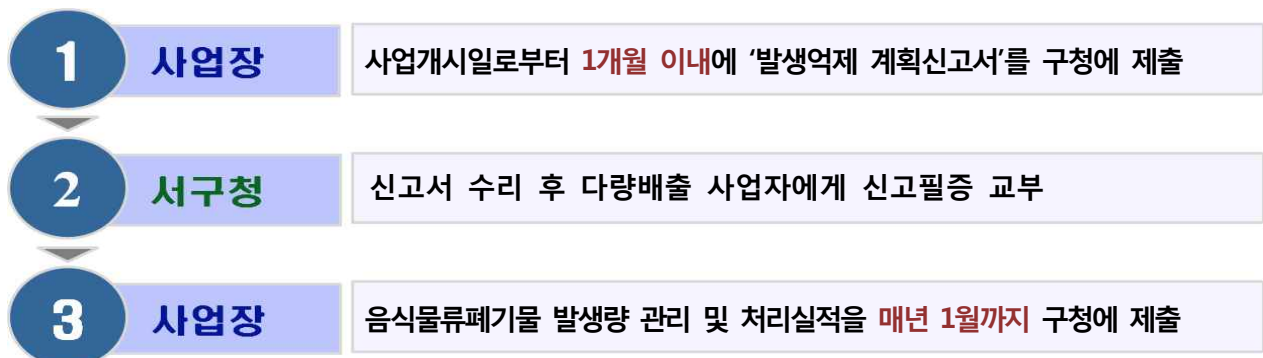 1 사업장 사업개시일로부터 1개월 이내에 ‘발생억제 계획신고서’를 구청에 제출
2 서구청 신고서 수리 후 다량배출 사업자에게 신고필증 교부
3 사업장 음식물류폐기물 발생량 관리 및 처리실적을 매년 1월까지 구청에 제출